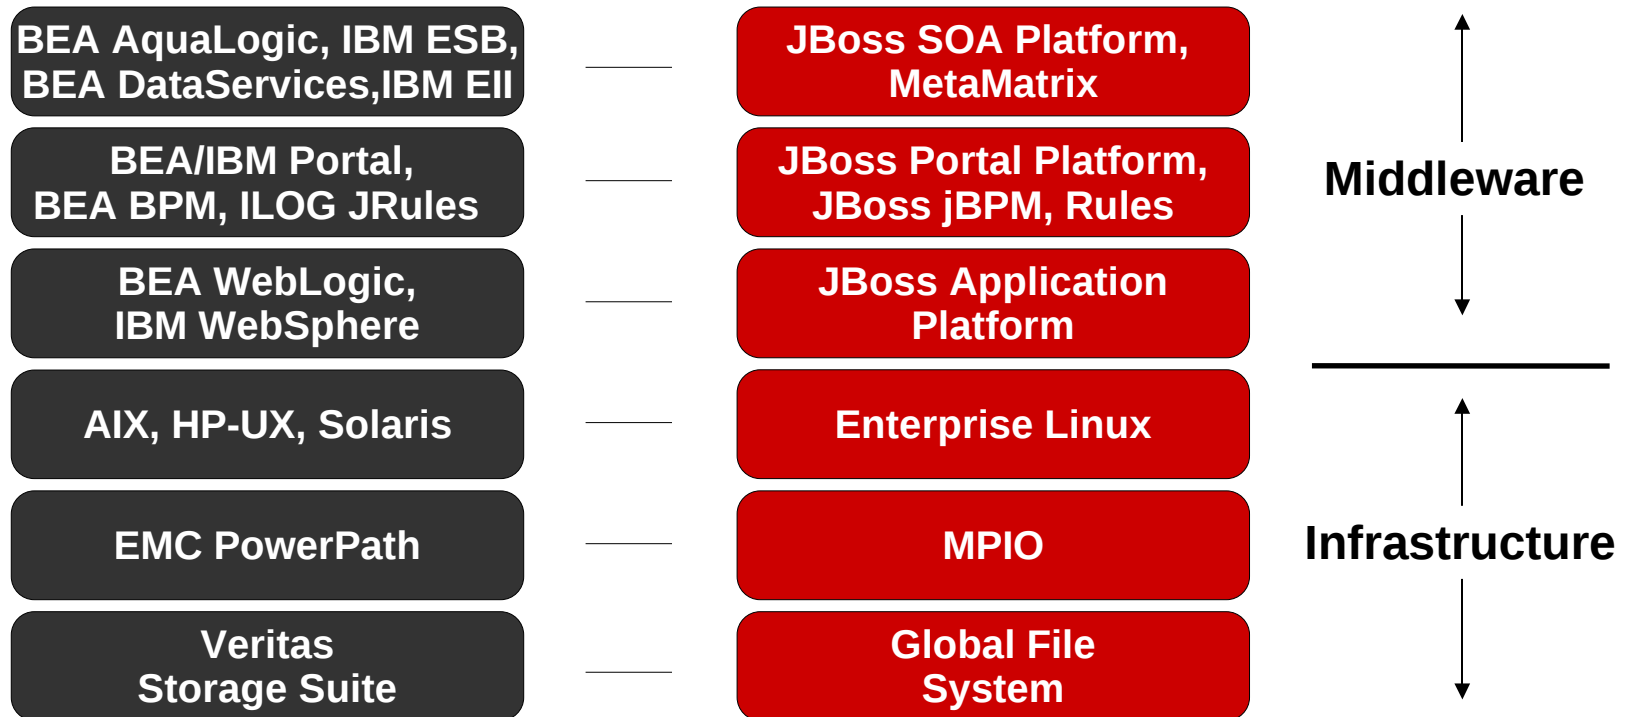 BEA AquaLogic, IBM ESB,
BEA DataServices,IBM EII
JBoss SOA Platform,
MetaMatrix
BEA/IBM Portal,
BEA BPM, ILOG JRules
JBoss Portal Platform,
JBoss jBPM, Rules
Middleware
BEA WebLogic,
IBM WebSphere
JBoss Application
Platform
AIX, HP-UX, Solaris
Enterprise Linux
EMC PowerPath
MPIO
Infrastructure
Veritas
Storage Suite
Global File
System